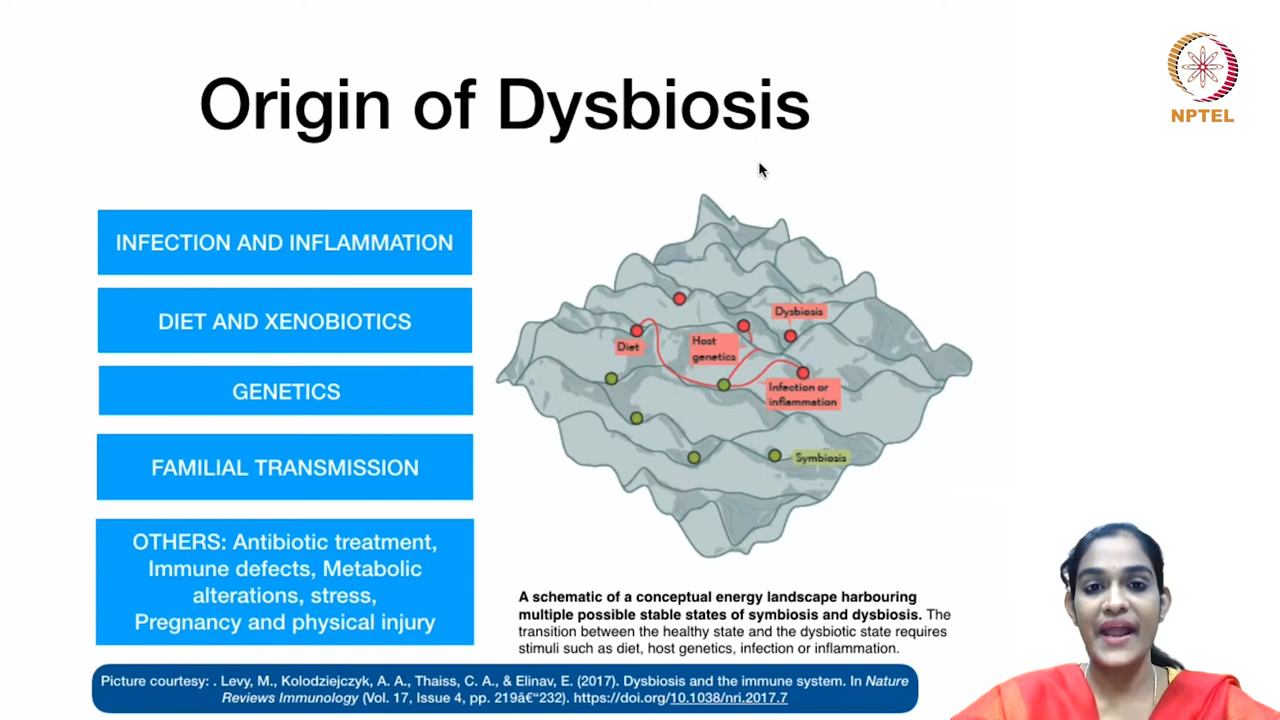 Origin of Dysbiosis
NPTEL
INFECTION AND INFLAMMATION
DIET AND XENOBIOTICS
GENETICS
FAMILIAL TRANSMISSION
OTHERS: Antibiotic treatment,
Immune defects, Metabolic
alterations, stress,
Pregnancy and physical injury
Dysbiosis
Diet
Host
genetics
Infection or
inflammation
Symbiosis
A schematic of a conceptual energy landscape harbouring
multiple possible stable states of symbiosis and dysbiosis. The
transition between the healthy state and the dysbiotic state requires
stimuli such as diet, host genetics, infection or inflammation.
Picture courtesy: . Levy, M., Kolodziejczyk, A. A., Thaiss, C. A., & Elinav, E. (2017). Dysbiosis and the immune system. In Nature
Reviews Immunology (Vol. 17, Issue 4, pp. 219â€“232). https://doi.org/10.1038/nri.2017.7